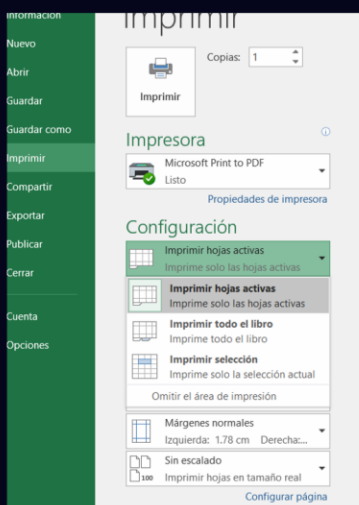 Información
Nuevo
Abrir
Guardar
Guardar como
Imprimir
Compartir
Exportar
Publicar
Cerrar
Cuenta
Opciones
Imprimir
Copias: 1
Imprimir
Impresora
Microsoft Print to PDF
Listo
Propiedades de impresora
Configuración
Imprimir hojas activas
Imprime solo las hojas activas
Imprimir hojas activas
Imprime solo las hojas activas
Imprimir todo el libro
Imprime todo el libro
Imprimir selección
Imprime solo la selección actual
Omitir el área de impresión
Márgenes normales
Izquierda: 1.78 cm Derecha:...
Sin escalado
100 Imprimir hojas en tamaño real
Configurar página